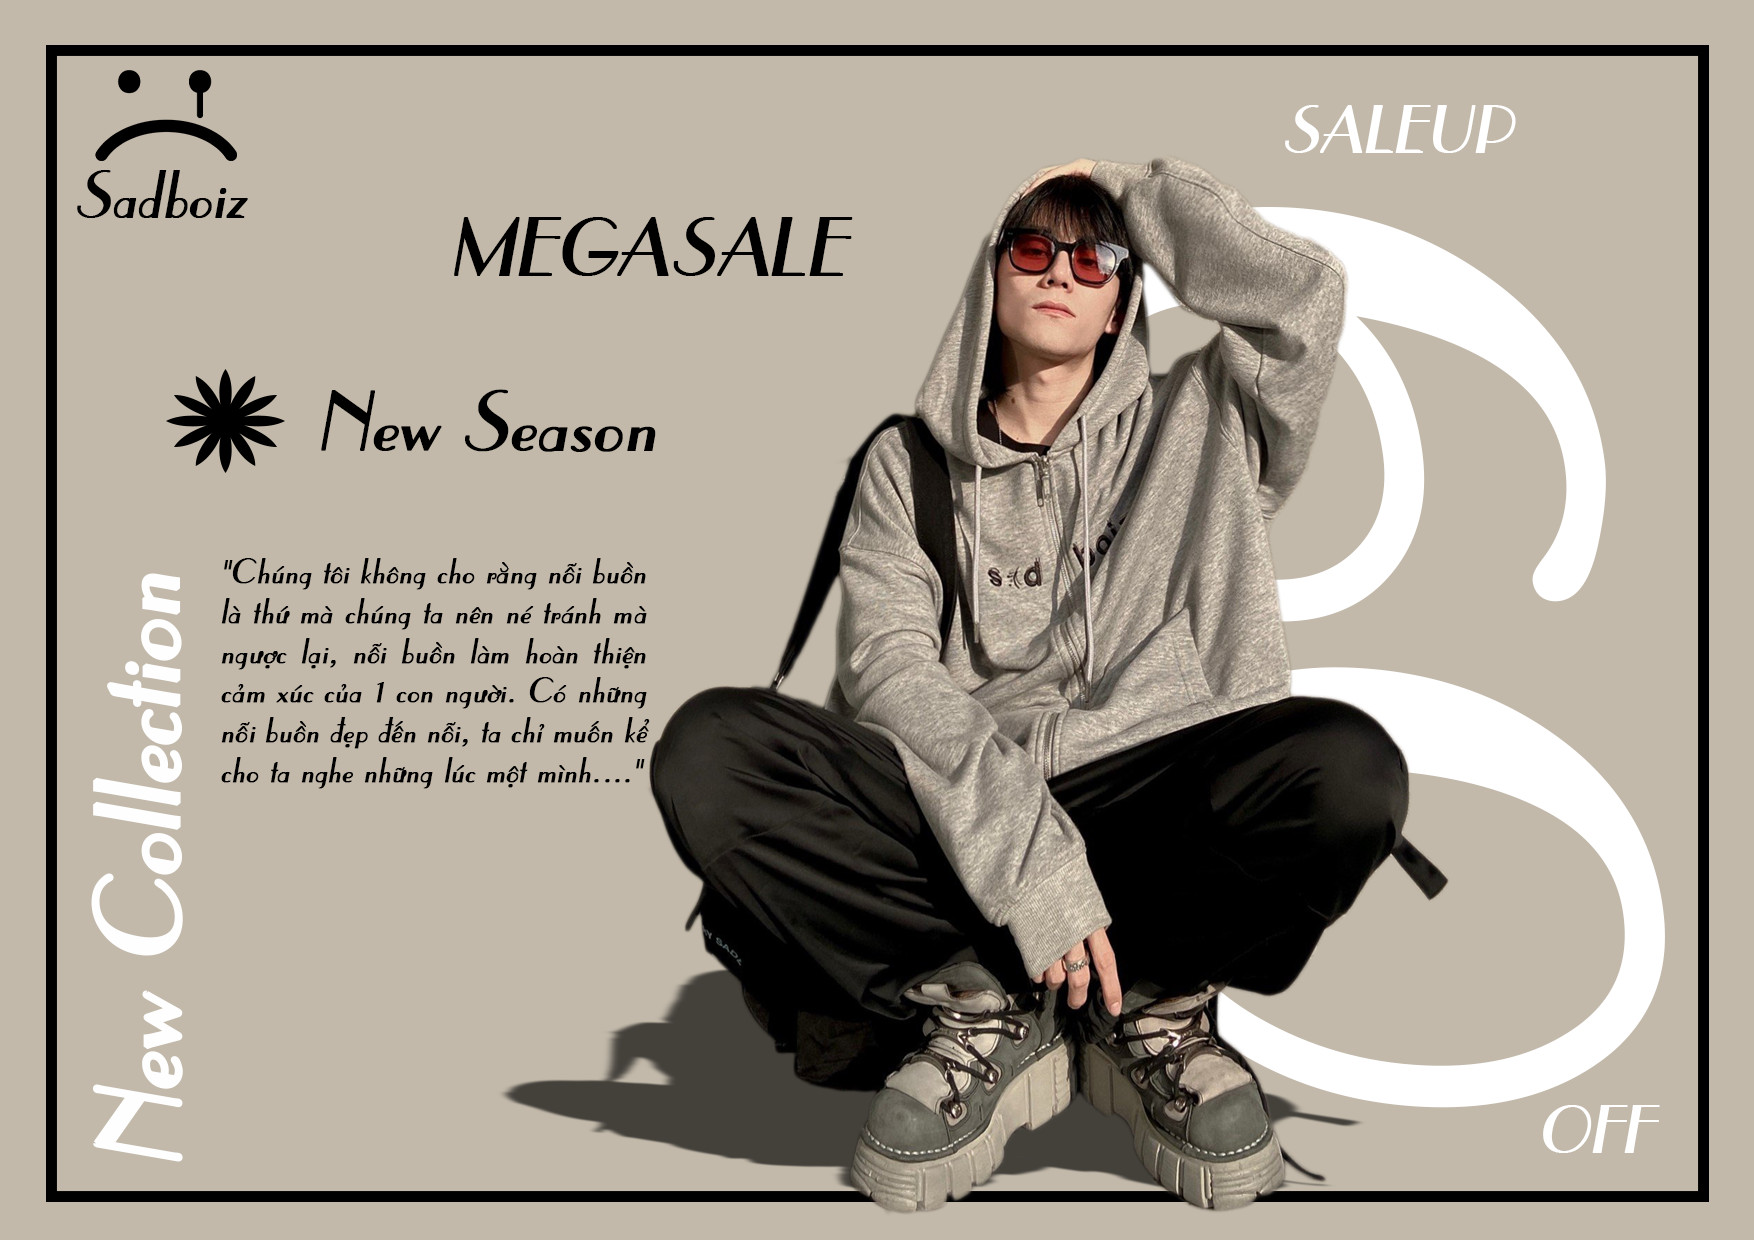 Sadboiz
SALEUP
MEGASALE
New Season
"Chúng tôi không cho rằng nỗi buồn
là thứ mà chúng ta nên né tránh mà
ngược lại, nỗi buồn làm hoàn thiện
cảm xúc của 1 con người. Có những
nỗi buồn đẹp đến nỗi, ta chỉ muốn kể
cho ta nghe những lúc một mình...."
New Collection
OFF